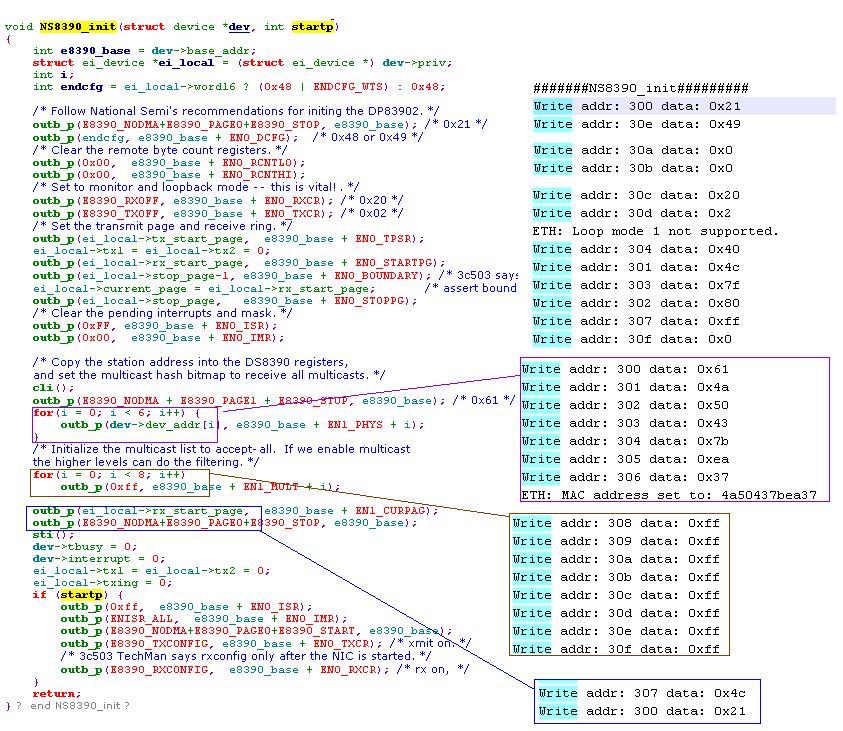 void NS8390_init(struct device *dev, int startp)
{
int e8390_base = dev->base_addr;
struct ei_device *ei_local = (struct ei_device *) dev->priv;
int i;
int endcfg = ei_local->word16 ? (0x48 | ENDCFG_WTS) : 0x48;
/* Follow National Semi's recommendations for initing the DP83902. */
outb_p(E8390_NODMA+E8390_PAGE0+E8390_STOP, e8390_base); /* 0x21 */
outb_p(endcfg, e8390_base + EN0_DCFG); /* 0x48 or 0x49 */
/* Clear the remote byte count registers. */
outb_p(0x00, e8390_base + EN0_RCNTLO);
outb_p(0x00, e8390_base + EN0_RCNTHI);
/* Set to monitor and loopback mode -- this is vital! . */
outb_p(E8390_RXOFF, e8390_base + EN0_RXCR); /* 0x20 */
outb_p(E8390_TXOFF, e8390_base + EN0_TXCR); /* 0x02 */
/* Set the transmit page and receive ring. */
outb_p(ei_local->tx_start_page, e8390_base + EN0_TPSR);
ei_local->tx1 = ei_local->tx2 = 0;
outb_p(ei_local->rx_start_page, e8390_base + EN0_STARTPG);
outb_p(ei_local->stop_page-1, e8390_base + EN0_BOUNDARY); /* 3c503 says
ei_local->current_page = ei_local->rx_start_page; /* assert bound
outb_p(ei_local->stop_page, e8390_base + EN0_STOPPG);
/* Clear the pending interrupts and mask. */
outb_p(0xFF, e8390_base + EN0_ISR);
outb_p(0x00, e8390_base + EN0_IMR);
/* Copy the station address into the DS8390 registers,
and set the multicast hash bitmap to receive all multicasts. */
cli();
outb_p(E8390_NODMA + E8390_PAGE1 + E8390_STOP, e8390_base); /* 0x61 */
for(i = 0; i < 6; i++) {
outb_p(dev->dev_addr[i], e8390_base + EN1_PHYS + i);
}
/* Initialize the multicast list to accept-all. If we enable multicast
the higher levels can do the filtering. */
for(i = 0; i < 8; i++)
outb_p(0xff, e8390_base + EN1_MULT + i);
outb_p(ei_local->rx_start_page, e8390_base + EN1_CURPAG);
outb_p(E8390_NODMA+E8390_PAGE0+E8390_STOP, e8390_base);
sti();
dev->tbusy = 0;
dev->interrupt = 0;
ei_local->tx1 = ei_local->tx2 = 0;
ei_local->txing = 0;
if (startp) {
outb_p(0xff, e8390_base + EN0_ISR);
outb_p(ENISR_ALL, e8390_base + EN0_IMR);
outb_p(E8390_NODMA+E8390_PAGE0+E8390_START, e8390_base);
outb_p(E8390_TXCONFIG, e8390_base + EN0_TXCR); /* xmit on. */
/* 3c503 TechMan says rxconfig only after the NIC is started. */
outb_p(E8390_RXCONFIG, e8390_base + EN0_RXCR); /* rx on, */
}
return;
} ? end NS8390_init ?
#######NS8390_init#########
Write addr: 300 data: 0x21
Write addr: 30e data: 0x49
Write addr: 30a data: 0x0
Write addr: 30b data: 0x0
Write addr: 30c data: 0x20
Write addr: 30d data: 0x2
ETH: Loop mode 1 not supported.
Write addr: 304 data: 0x40
Write addr: 301 data: 0x4c
Write addr: 303 data: 0x7f
Write addr: 302 data: 0x80
Write addr: 307 data: 0xff
Write addr: 30f data: 0x0
Write addr: 300 data: 0x61
Write addr: 301 data: 0x4a
Write addr: 302 data: 0x50
Write addr: 303 data: 0x43
Write addr: 304 data: 0x7b
Write addr: 305 data: 0xea
Write addr: 306 data: 0x37
ETH: MAC address set to: 4a50437bea37
Write addr: 308 data: 0xff
Write addr: 309 data: 0xff
Write addr: 30a data: 0xff
Write addr: 30b data: 0xff
Write addr: 30c data: 0xff
Write addr: 30d data: 0xff
Write addr: 30e data: 0xff
Write addr: 30f data: 0xff
Write addr: 307 data: 0x4c
Write addr: 300 data: 0x21